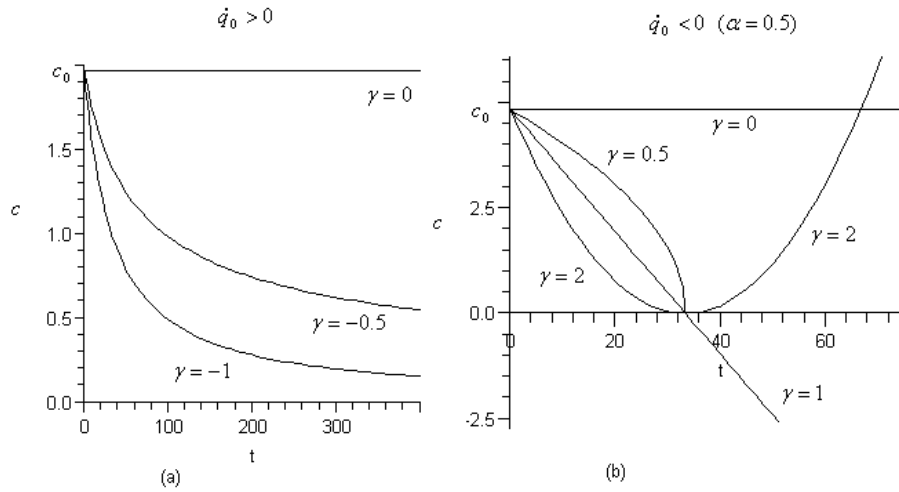 q̇₀ > 0
c₀
γ = 0
1.5
c
1.0
0.5
γ = −0.5
γ = −1
0.0
0 100 200 300
t
(a)
q̇₀ < 0 (α = 0.5)
c₀
γ = 0
γ = 0.5
2.5
c
γ = 2
γ = 2
0.0
0 20 40 60
t
γ = 1
-2.5
(b)